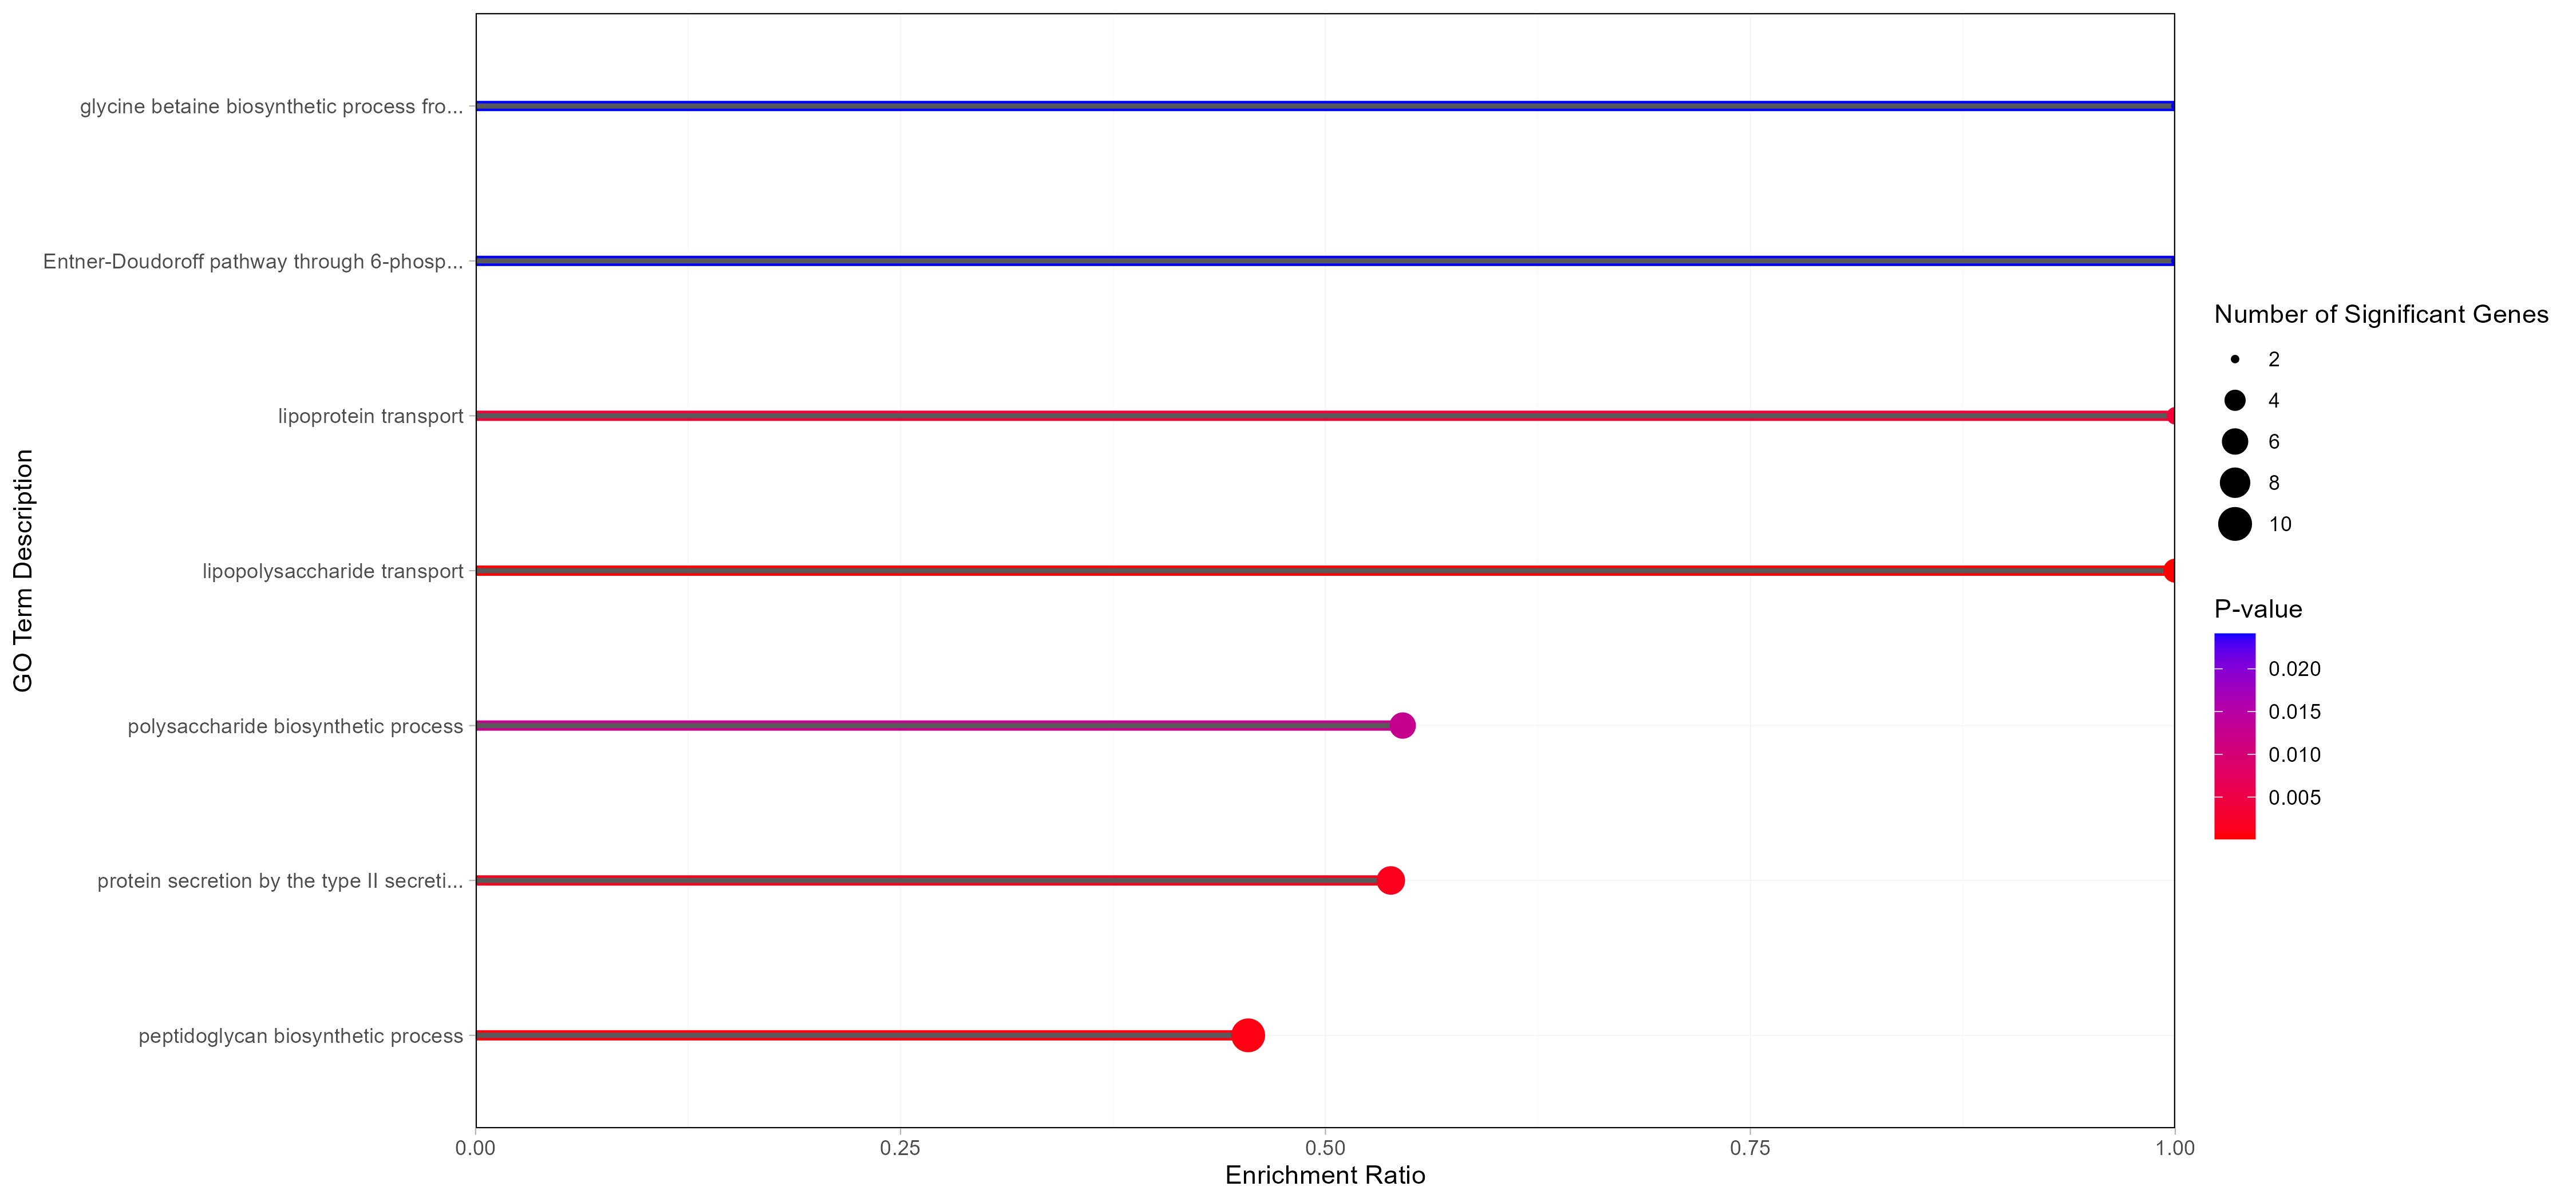 glycine betaine biosynthetic process fro...
Entner-Doudoroff pathway through 6-phosp...
lipoprotein transport
lipopolysaccharide transport
polysaccharide biosynthetic process
protein secretion by the type II secreti...
peptidoglycan biosynthetic process
GO Term Description
0.00
0.25
0.50
0.75
1.00
Enrichment Ratio
Number of Significant Genes
2
4
6
8
10
P-value
0.020
0.015
0.010
0.005